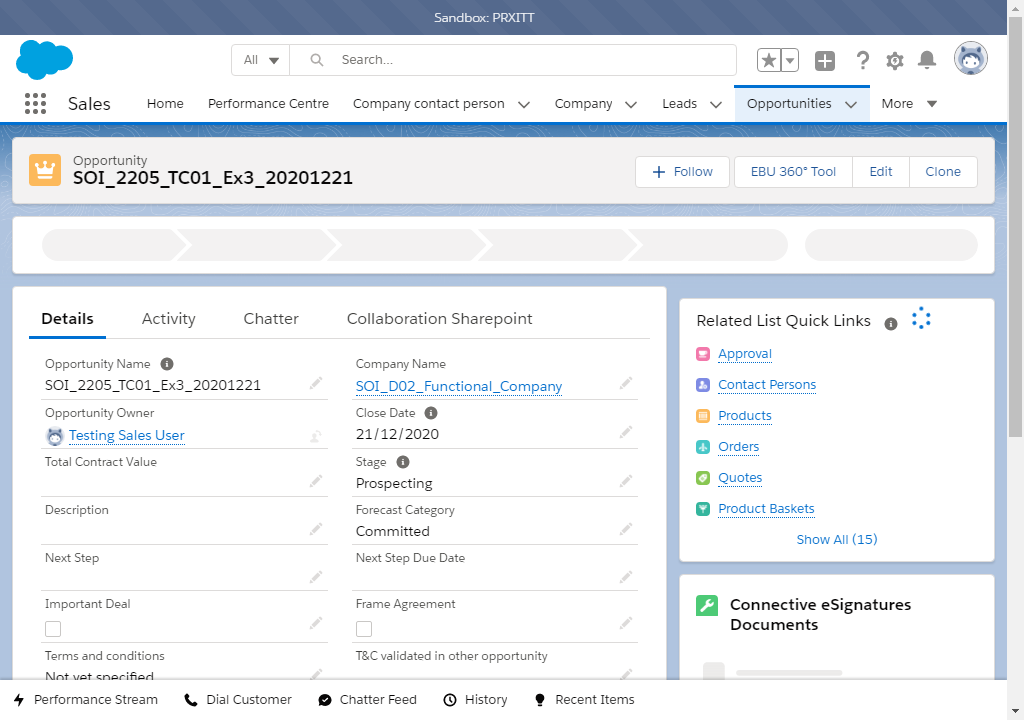 Sandbox: PRXITT
All
Search...
Sales
Home
Performance Centre
Company contact person
Company
Leads
Opportunities
More
Opportunity
SOI_2205_TC01_Ex3_20201221
Follow
EBU 360° Tool
Edit
Clone
Details
Activity
Chatter
Collaboration Sharepoint
Opportunity Name
SOI_2205_TC01_Ex3_20201221
Company Name
SOI_D02_Functional_Company
Opportunity Owner
Testing Sales User
Close Date
21/12/2020
Total Contract Value
Stage
Prospecting
Description
Forecast Category
Committed
Next Step
Next Step Due Date
Important Deal
Frame Agreement
Terms and conditions
Not yet specified
T&C validated in other opportunity
Related List Quick Links
Approval
Contact Persons
Products
Orders
Quotes
Product Baskets
Show All (15)
Connective eSignatures
Documents
Performance Stream
Dial Customer
Chatter Feed
History
Recent Items